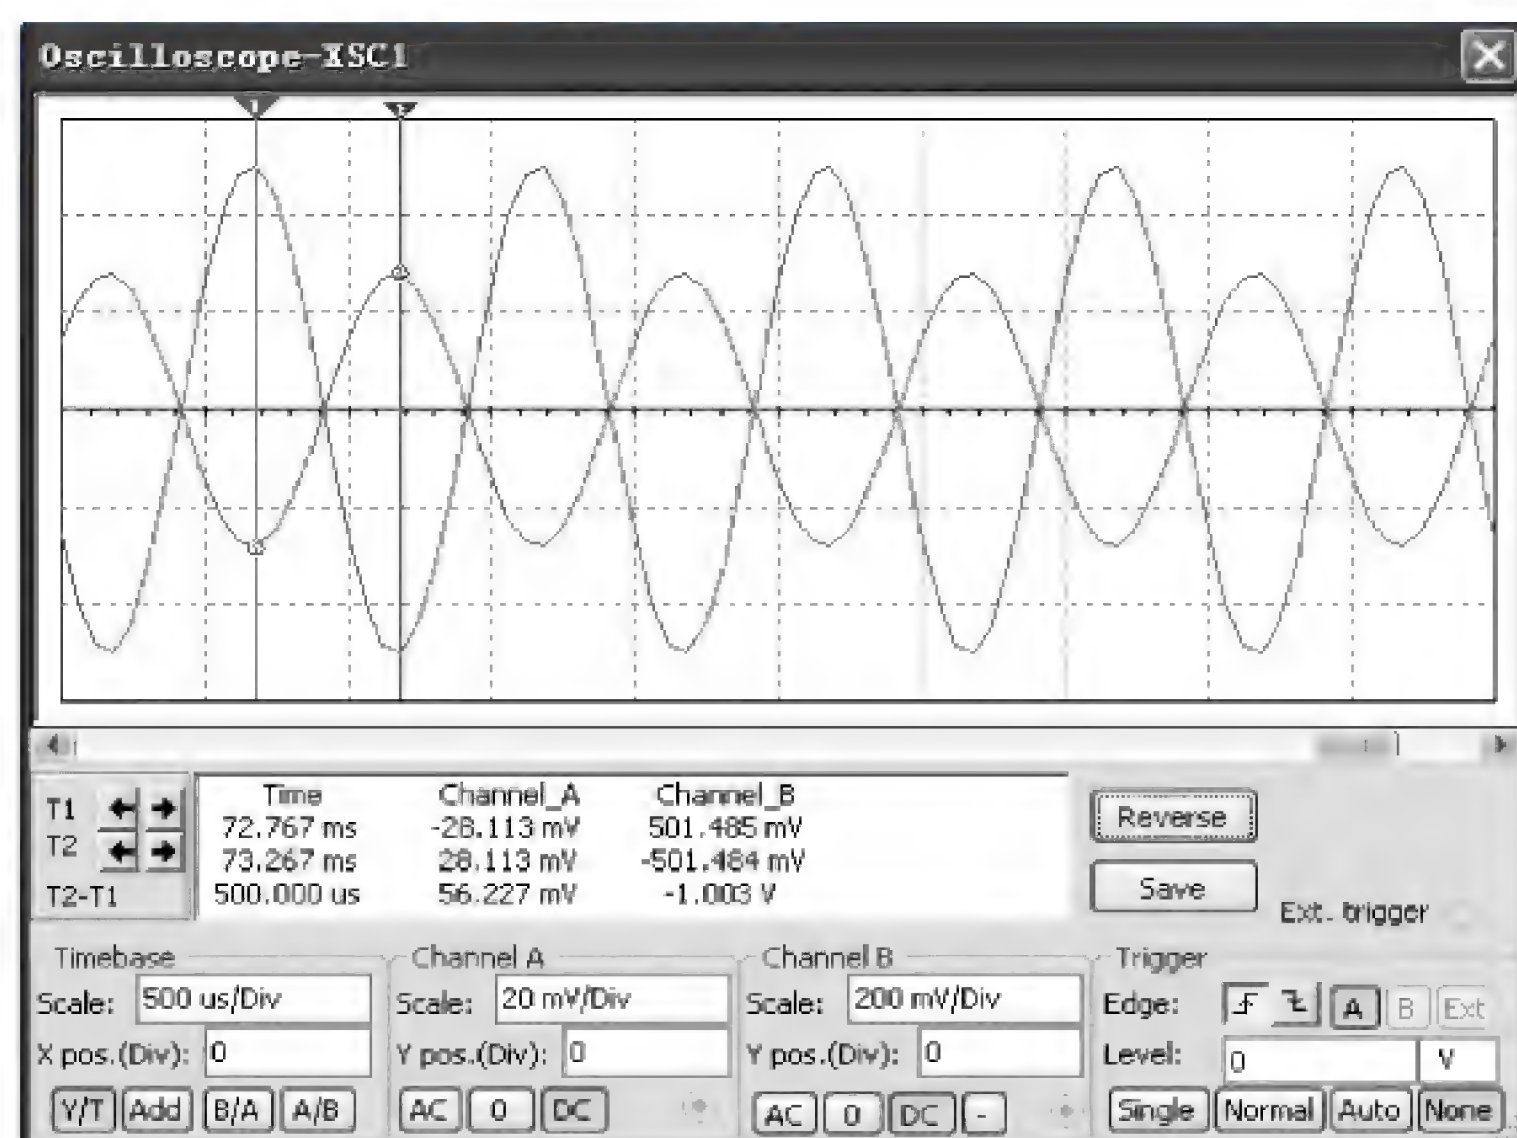 Oscilloscope-XSC1
1 2
Time Channel_A Channel_B
T1 72.767 ms -28.113 mV 501.485 mV
T2 73.267 ms 28.113 mV -501.484 mV
T2-T1 500.000 us 56.227 mV -1.003 V
Reverse
Save
Ext. trigger
Timebase Channel A Channel B Trigger
Scale: 500 us/Div Scale: 20 mV/Div Scale: 200 mV/Div Edge: A B Ext
X pos.(Div): 0 Y pos.(Div): 0 Y pos.(Div): 0 Level: 0 V
Y/T Add B/A A/B AC 0 DC AC 0 DC - Single Normal Auto None